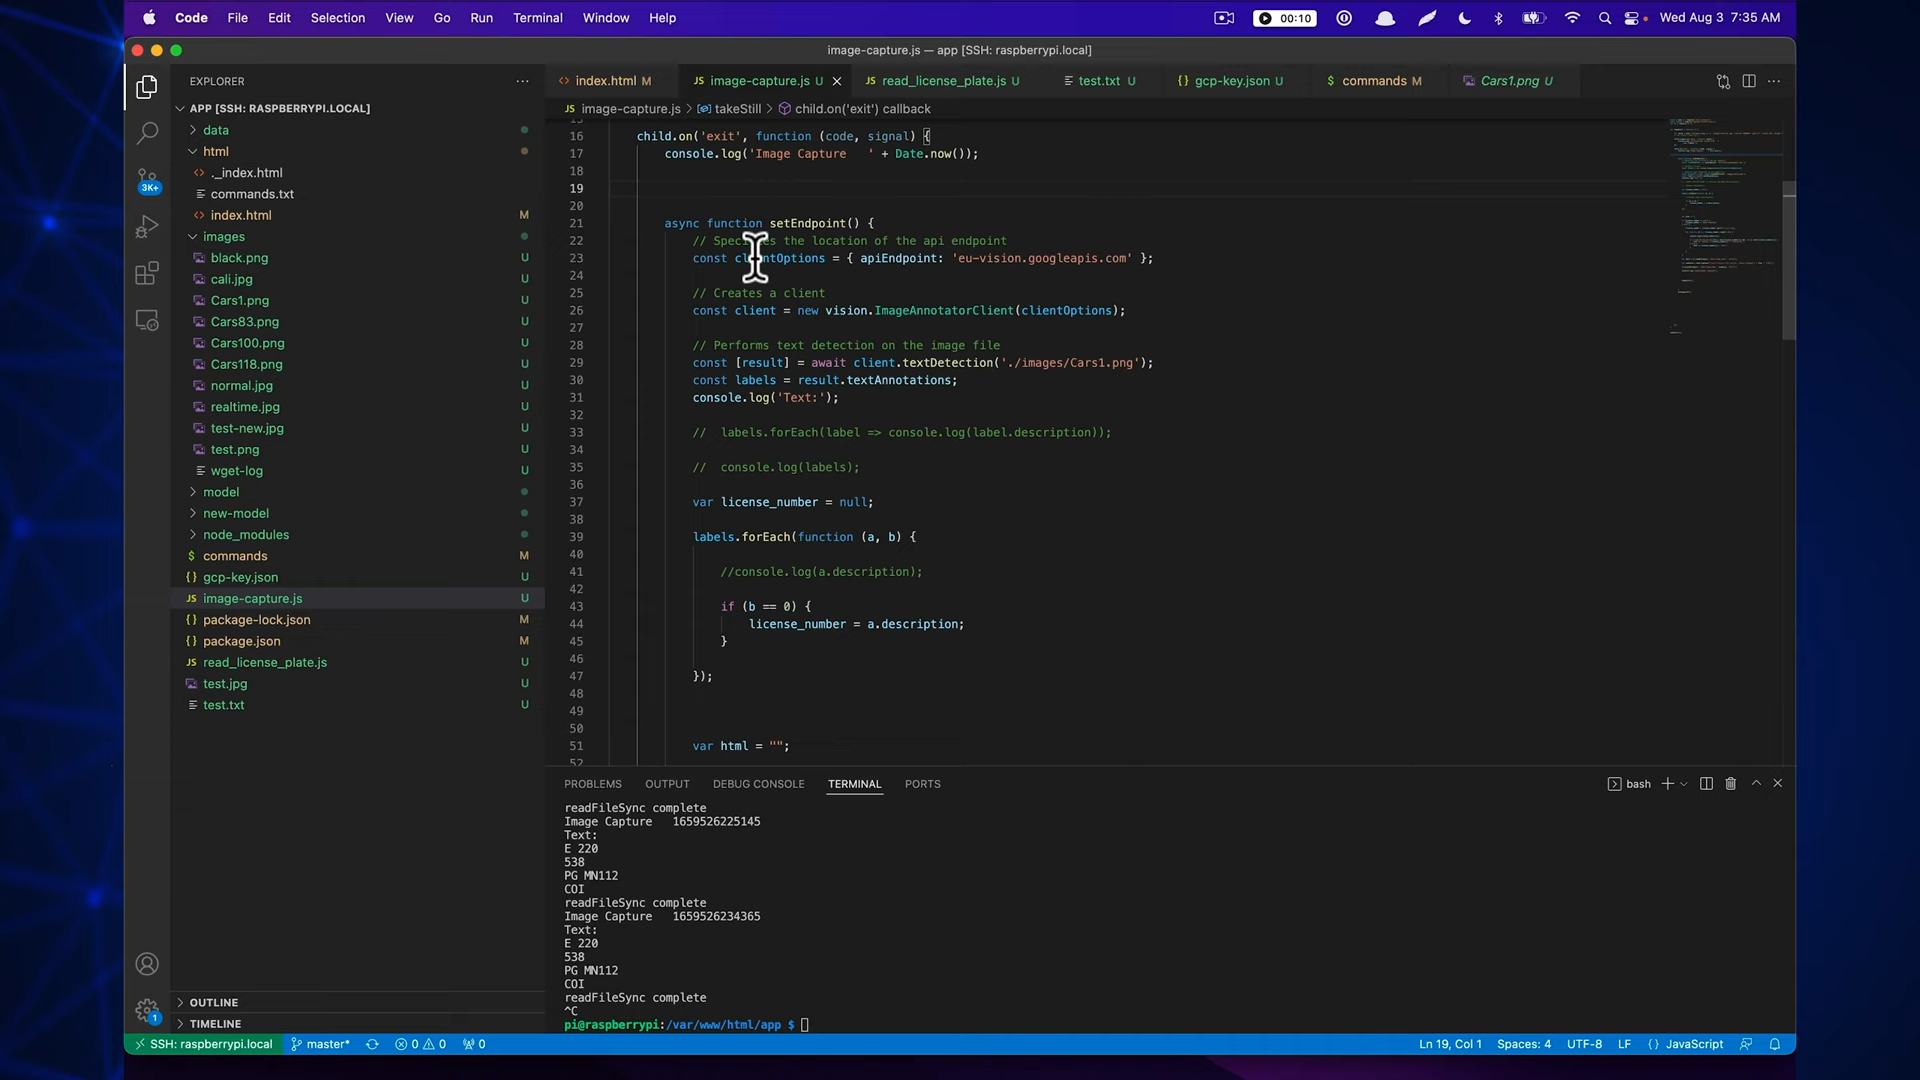 Code File Edit Selection View Go Run Terminal Window Help 00:10 Wed Aug 3 7:35 AM
image-capture.js — app [SSH: raspberrypi.local]
EXPLORER
APP [SSH: RASPBERRYPI.LOCAL]
data
html
._index.html
commands.txt
index.html M
images
black.png U
cali.jpg U
Cars1.png U
Cars83.png U
Cars100.png U
Cars118.png U
normal.jpg U
realtime.jpg U
test-new.jpg U
test.png U
wget-log U
model
new-model
node_modules
$ commands M
{} gcp-key.json U
JS image-capture.js U
{} package-lock.json M
{} package.json M
JS read_license_plate.js U
test.jpg U
test.txt U
OUTLINE
TIMELINE
3K+
1
index.html M JS image-capture.js U JS read_license_plate.js U test.txt U {} gcp-key.json U $ commands M Cars1.png U
JS image-capture.js > takeStill > child.on('exit') callback
15
16 child.on('exit', function (code, signal) {
17 console.log('Image Capture   ' + Date.now());
18
19
20
21 async function setEndpoint() {
22 // Specifies the location of the api endpoint
23 const clientOptions = { apiEndpoint: 'eu-vision.googleapis.com' };
24
25 // Creates a client
26 const client = new vision.ImageAnnotatorClient(clientOptions);
27
28 // Performs text detection on the image file
29 const [result] = await client.textDetection('./images/Cars1.png');
30 const labels = result.textAnnotations;
31 console.log('Text:');
32
33 //  labels.forEach(label => console.log(label.description));
34
35 //  console.log(labels);
36
37 var license_number = null;
38
39 labels.forEach(function (a, b) {
40
41 //console.log(a.description);
42
43 if (b == 0) {
44 license_number = a.description;
45 }
46
47 });
48
49
50
51 var html = "";
52
PROBLEMS OUTPUT DEBUG CONSOLE TERMINAL PORTS bash
readFileSync complete
Image Capture   1659526225145
Text:
E 220
538
PG MN112
COI
readFileSync complete
Image Capture   1659526234365
Text:
E 220
538
PG MN112
COI
readFileSync complete
^C
pi@raspberrypi:/var/www/html/app $
SSH: raspberrypi.local master* 0 0 0 Ln 19, Col 1 Spaces: 4 UTF-8 LF {} JavaScript